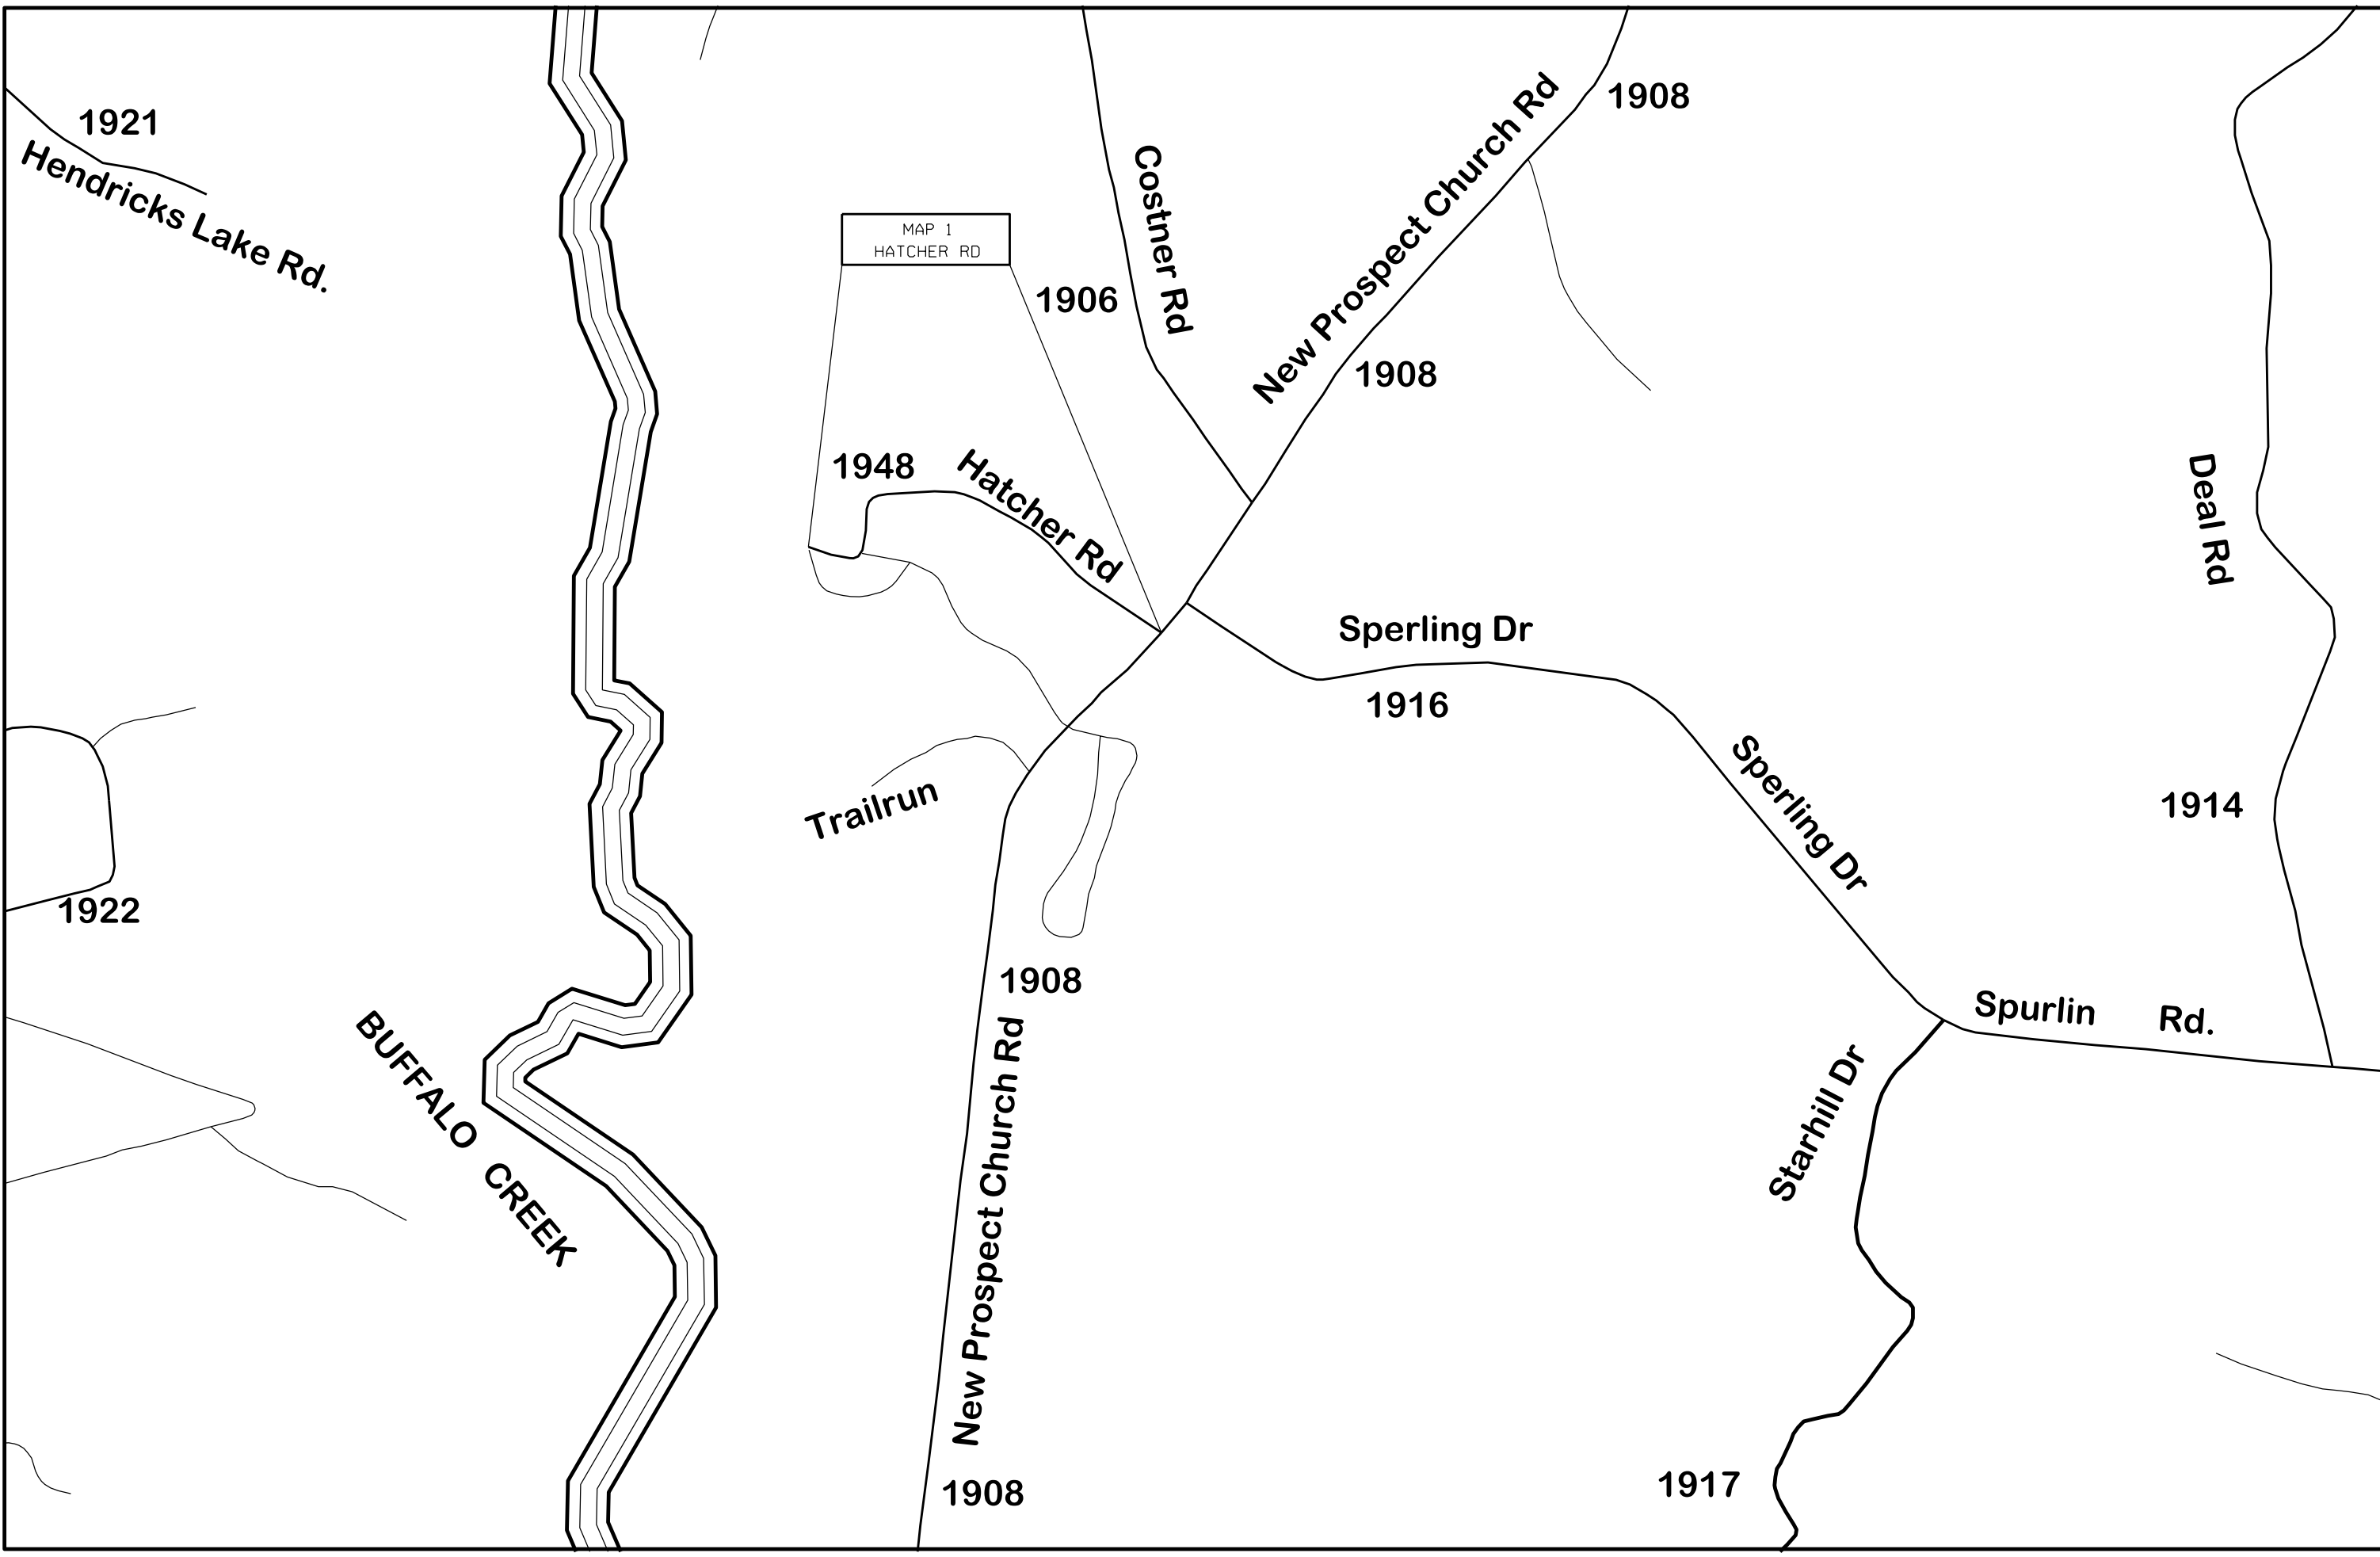 1908
1921
Hendricks Lake Rd.
Costner Rd
New Prospect Church Rd
MAP 1
HATCHER RD
1906
1908
1948
Hatcher Rd
Deal Rd
Sperling Dr
1916
Sperling Dr
Trailrun
1914
1922
1908
Spurlin Rd.
BUFFALO CREEK
New Prospect Church Rd
Starhill Dr
1917
1908